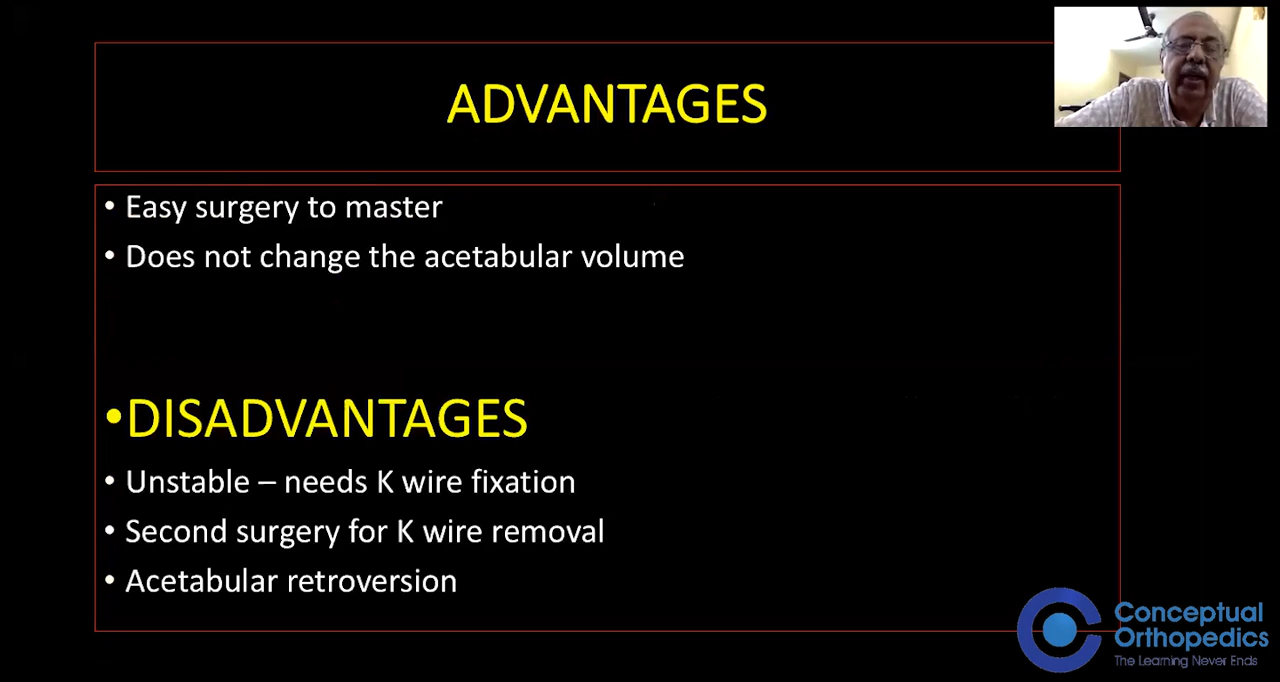 ADVANTAGES
• Easy surgery to master
• Does not change the acetabular volume
•DISADVANTAGES
• Unstable – needs K wire fixation
• Second surgery for K wire removal
• Acetabular retroversion
Conceptual
Orthopedics
The Learning Never Ends